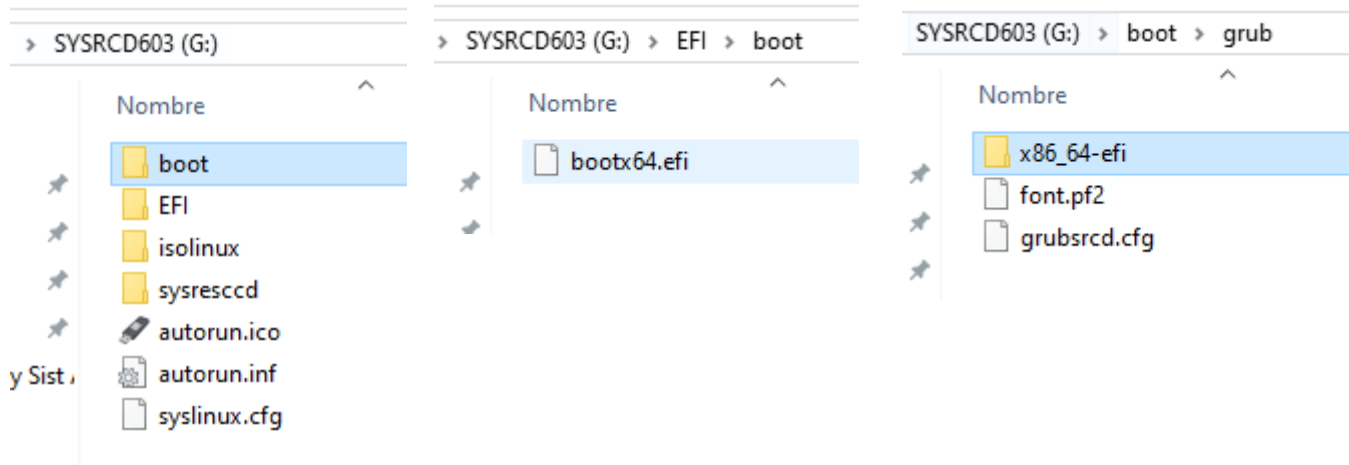 > SYSRCD603 (G:)
Nombre
boot
EFI
isolinux
sysresccd
autorun.ico
autorun.inf
syslinux.cfg
y Sist
> SYSRCD603 (G:) > EFI > boot
Nombre
bootx64.efi
SYSRCD603 (G:) > boot > grub
Nombre
x86_64-efi
font.pf2
grubsrcd.cfg